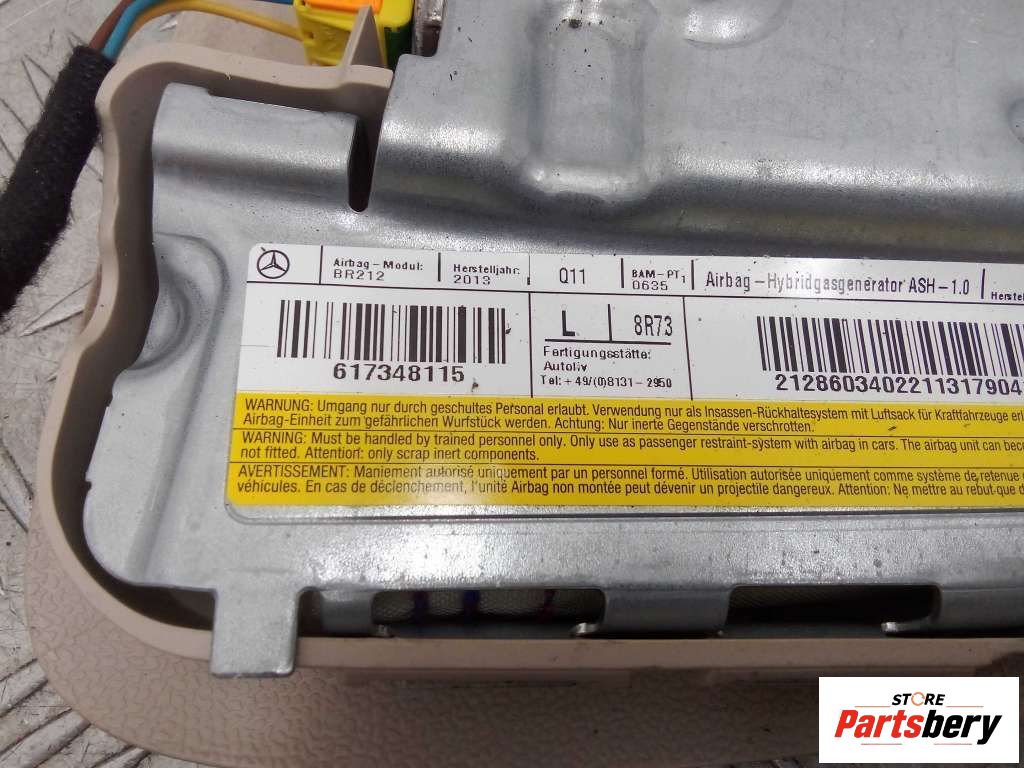 Airbag-Modul:
BR212
Herstelljahr:
2013
Q11
BAM-PT1
0635
Airbag-Hybridgasgenerator ASH-1.0
Herste
617348115
L
8R73
Fertigungsstätte:
Autoliv
Tel: +49/(0)8131-2950
2128603402211317904
WARNUNG: Umgang nur durch geschultes Personal erlaubt. Verwendung nur als Insassen-Rückhaltesystem mit Luftsack für Kraftfahrzeuge erl
Airbag-Einheit zum gefährlichen Wurfstück werden. Achtung: Nur inerte Gegenstände verschrotten.
WARNING: Must be handled by trained personnel only. Only use as passenger restraint-system with airbag in cars. The airbag unit can bec
not fitted. Attention: only scrap inert components.
AVERTISSEMENT: Maniement autorisé uniquement par un personnel formé. Utilisation autorisée uniquement comme système de retenue
véhicules. En cas de déclenchement, l'unité Airbag non montée peut devenir un projectile dangereux. Attention: Ne mettre au rebut que d
STORE
Partsbery